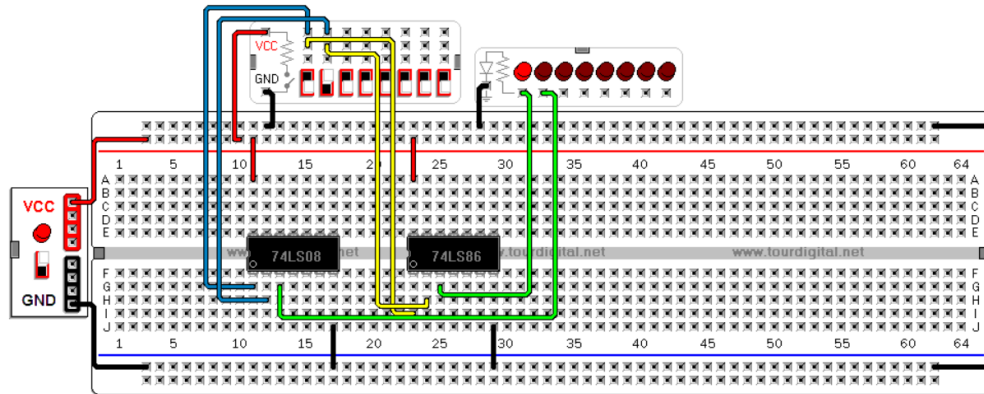 VCC
GND
1 5 10 15 20 25 30 35 40 45 50 55 60 64
A A
B B
C C
D D
E E
VCC
www.tourdigital.net
www.tourdigital.net
74LS08
74LS86
F F
G G
GND
H H
I I
J J
1 5 10 15 20 25 30 35 40 45 50 55 60 64